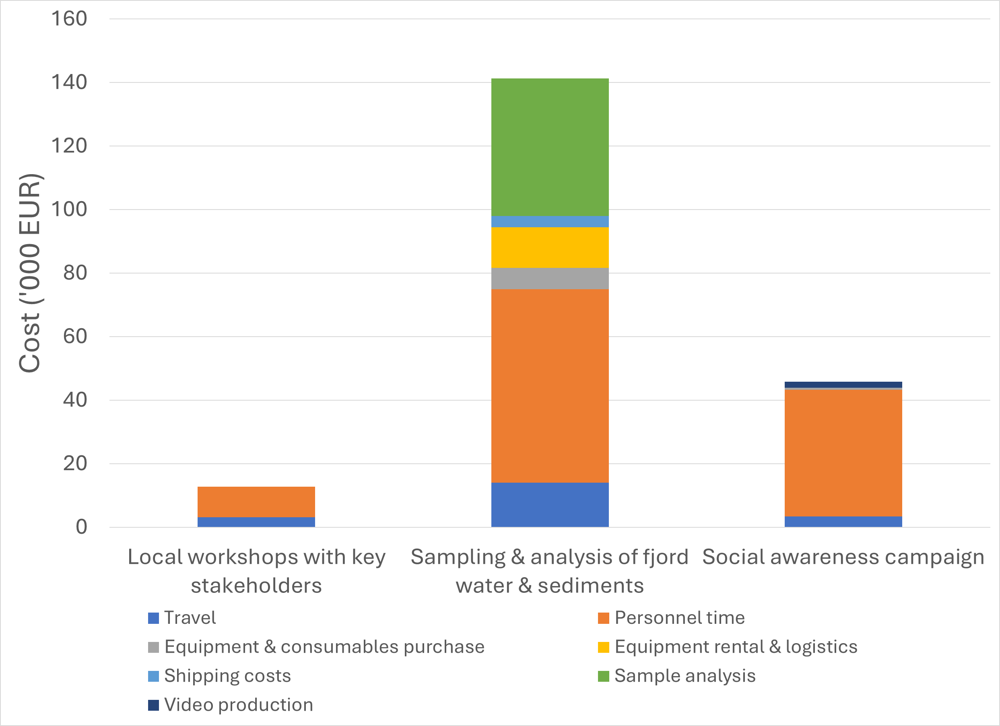 160
140
120
100
80
60
40
20
0
Cost ('000 EUR)
Local workshops with key
stakeholders
Sampling & analysis of fjord
water & sediments
Social awareness campaign
Travel
Personnel time
Equipment & consumables purchase
Equipment rental & logistics
Shipping costs
Sample analysis
Video production